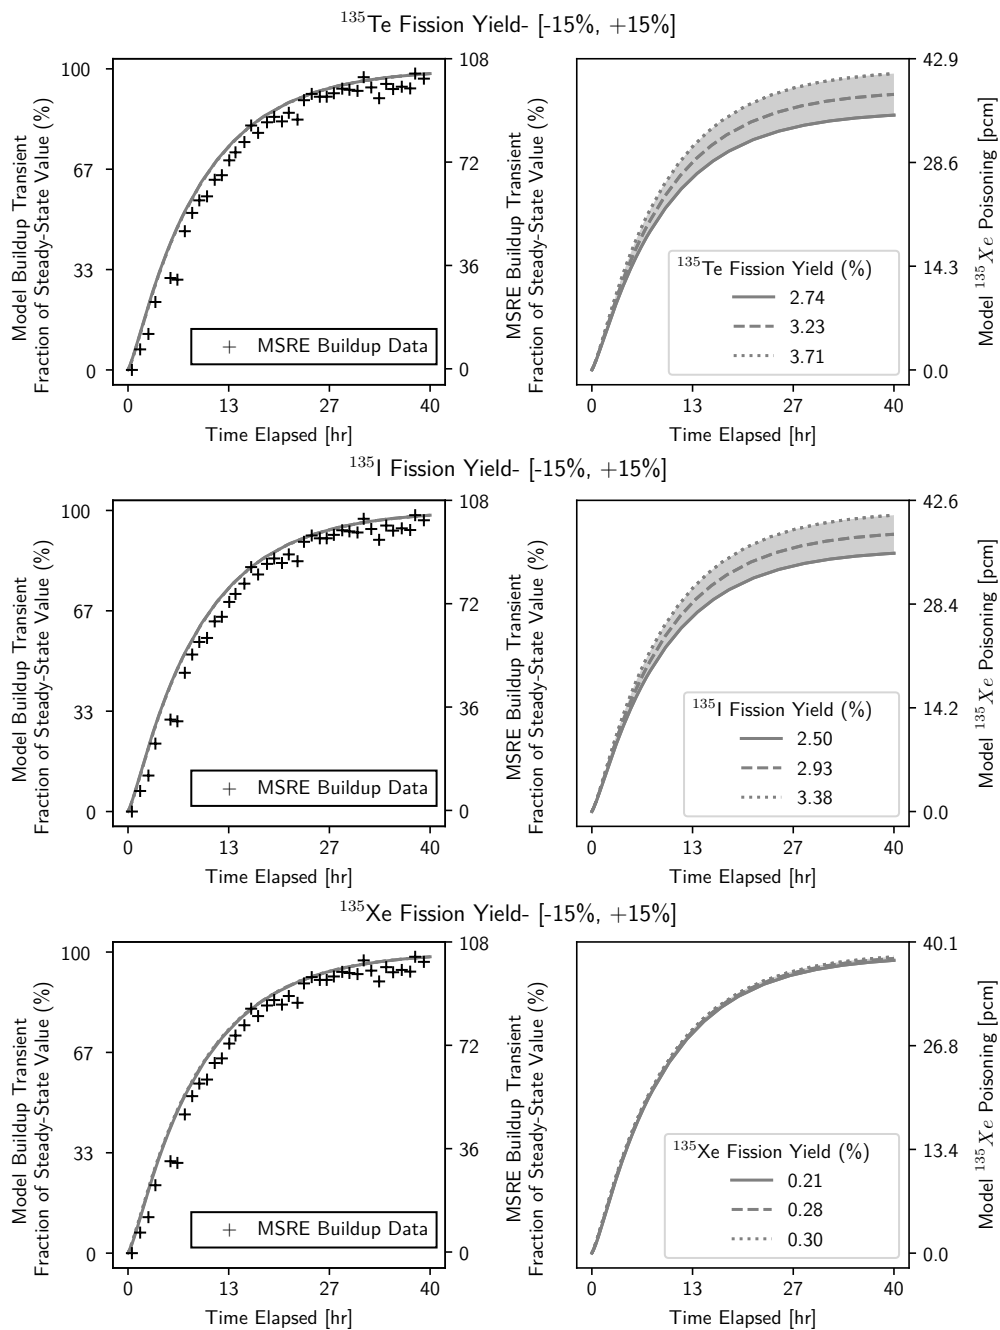 ¹³⁵Te Fission Yield- [-15%, +15%]
Model Buildup Transient
Fraction of Steady-State Value (%)
100
67
33
0
108
72
36
0
MSRE Buildup Data
0
13
27
40
Time Elapsed [hr]
MSRE Buildup Transient
Fraction of Steady-State Value (%)
42.9
28.6
14.3
0.0
Model ¹³⁵Xe Poisoning [pcm]
¹³⁵Te Fission Yield (%)
2.74
3.23
3.71
0
13
27
40
Time Elapsed [hr]
¹³⁵I Fission Yield- [-15%, +15%]
Model Buildup Transient
Fraction of Steady-State Value (%)
100
67
33
0
108
72
36
0
MSRE Buildup Data
0
13
27
40
Time Elapsed [hr]
MSRE Buildup Transient
Fraction of Steady-State Value (%)
42.6
28.4
14.2
0.0
Model ¹³⁵Xe Poisoning [pcm]
¹³⁵I Fission Yield (%)
2.50
2.93
3.38
0
13
27
40
Time Elapsed [hr]
¹³⁵Xe Fission Yield- [-15%, +15%]
Model Buildup Transient
Fraction of Steady-State Value (%)
100
67
33
0
108
72
36
0
MSRE Buildup Data
0
13
27
40
Time Elapsed [hr]
MSRE Buildup Transient
Fraction of Steady-State Value (%)
40.1
26.8
13.4
0.0
Model ¹³⁵Xe Poisoning [pcm]
¹³⁵Xe Fission Yield (%)
0.21
0.28
0.30
0
13
27
40
Time Elapsed [hr]